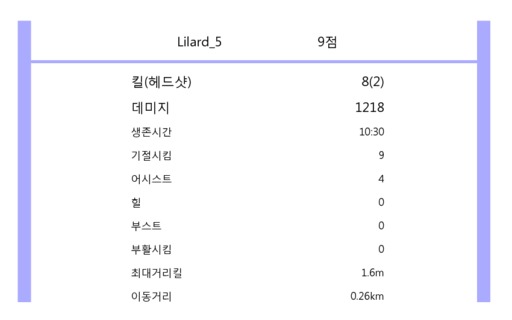 Lilard_5 9점
킬(헤드샷) 8(2)
데미지 1218
생존시간 10:30
기절시킴 9
어시스트 4
힐 0
부스트 0
부활시킴 0
최대거리킬 1.6m
이동거리 0.26km